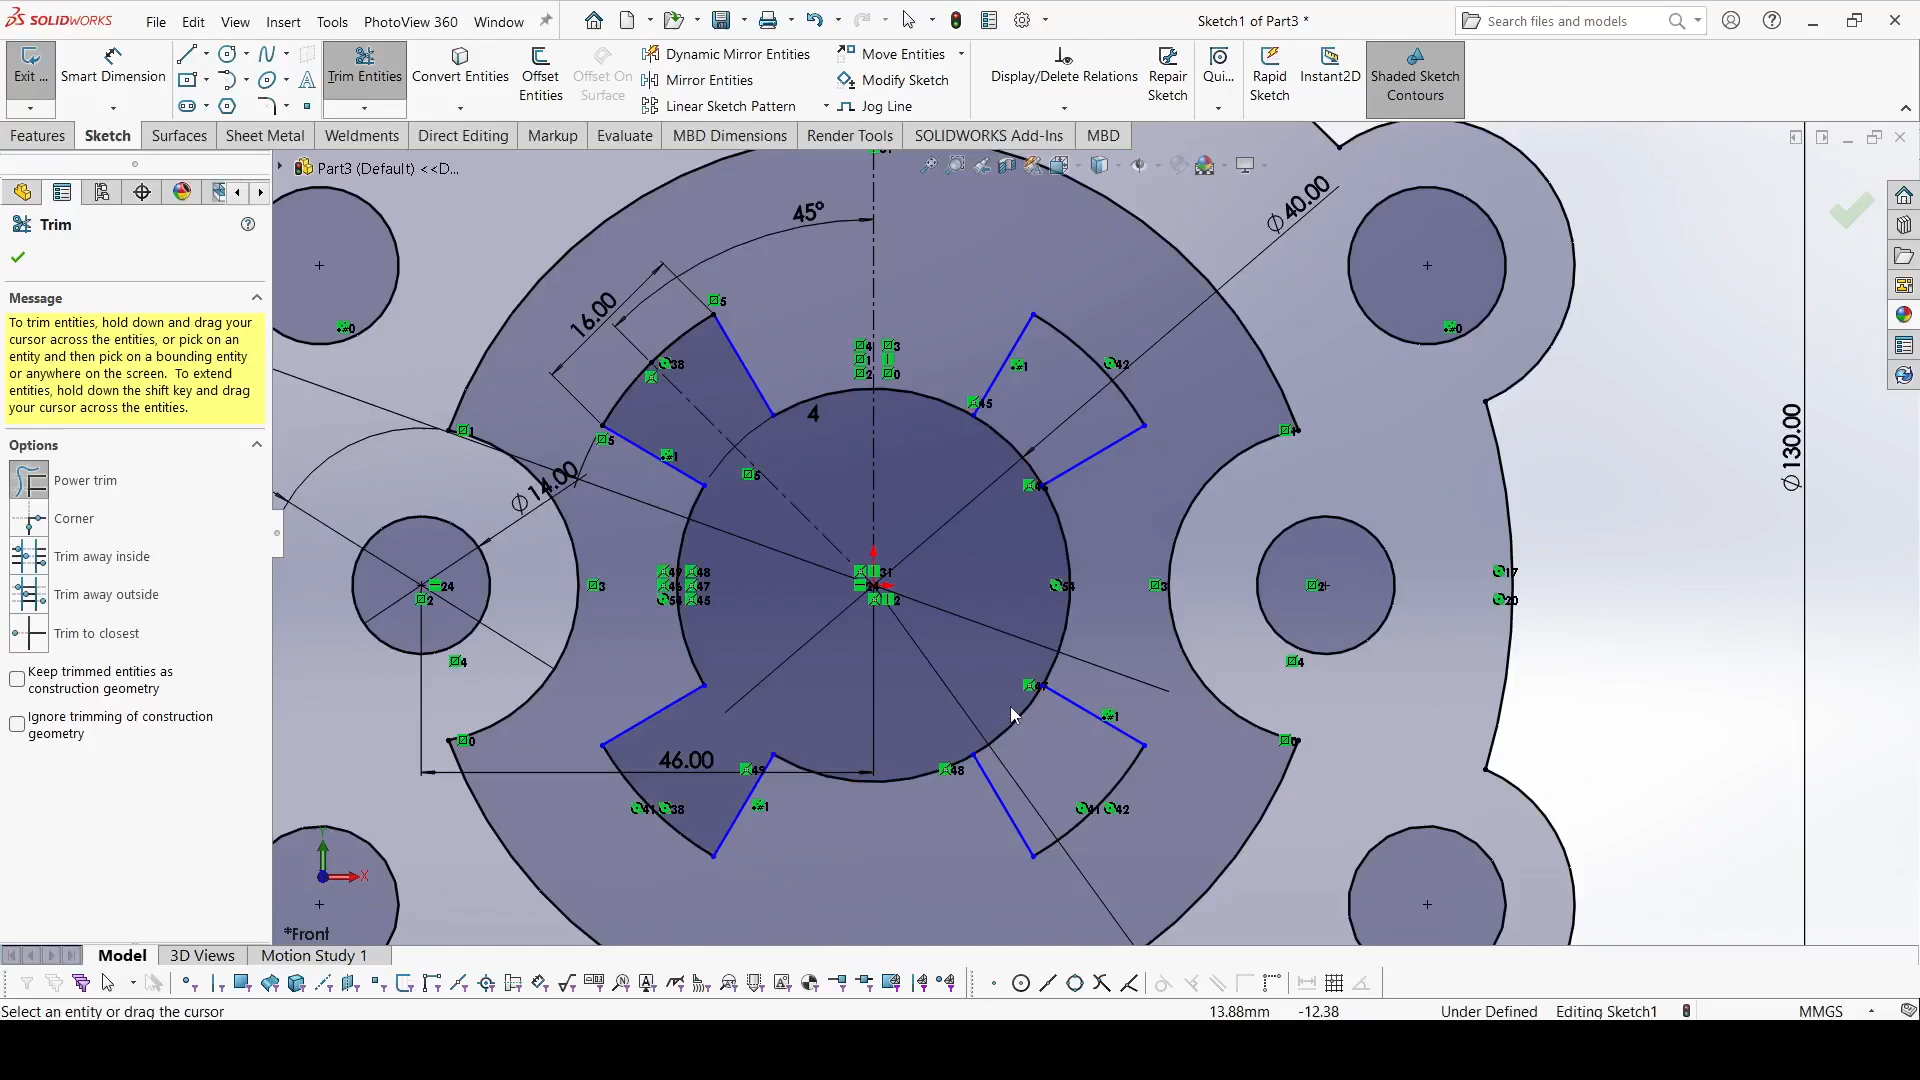 SOLIDWORKS
File Edit View Insert Tools PhotoView 360 Window
Sketch1 of Part3 *
Search files and models
Exit ...
Smart Dimension
Trim Entities
Convert Entities
Offset Entities
Offset On Surface
Dynamic Mirror Entities
Mirror Entities
Linear Sketch Pattern
Move Entities
Modify Sketch
Jog Line
Display/Delete Relations
Repair Sketch
Qui...
Rapid Sketch
Instant2D
Shaded Sketch Contours
Features Sketch Surfaces Sheet Metal Weldments Direct Editing Markup Evaluate MBD Dimensions Render Tools SOLIDWORKS Add-Ins MBD
Part3 (Default) <<D...
Trim
Message
To trim entities, hold down and drag your
cursor across the entities, or pick on an
entity and then pick on a bounding entity
or anywhere on the screen. To extend
entities, hold down the shift key and drag
your cursor across the entities.
Options
Power trim
Corner
Trim away inside
Trim away outside
Trim to closest
Keep trimmed entities as
construction geometry
Ignore trimming of construction
geometry
45°
16.00
∅40.00
∅14.00
4
46.00
∅130.00
Y
X
*Front
Model 3D Views Motion Study 1
Select an entity or drag the cursor
13.88mm -12.38 Under Defined Editing Sketch1 MMGS